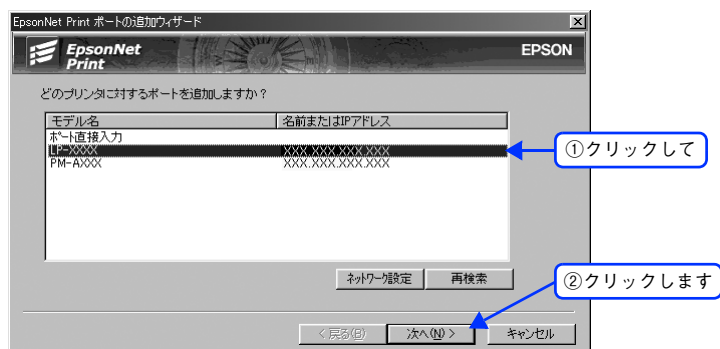 EpsonNet Print ポートの追加ウィザード
EpsonNet
Print
EPSON
どのプリンタに対するポートを追加しますか？
モデル名 名前またはIPアドレス
ポート直接入力
LP-XXXX XXX.XXX.XXX.XXX
PM-AXXX XXX.XXX.XXX.XXX
①クリックして
ネットワーク設定 再検索
②クリックします
< 戻る(B) 次へ(N) > キャンセル